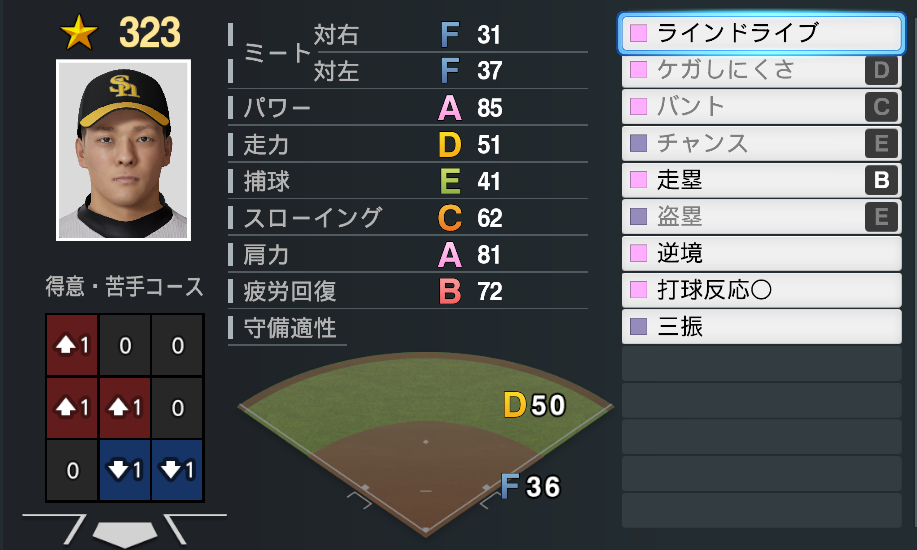 323
SH
得意・苦手コース
1 0 0
1 1 0
0 1 1
ミート 対右 F 31
対左 F 37
パワー A 85
走力 D 51
捕球 E 41
スローイング C 62
肩力 A 81
疲労回復 B 72
守備適性
D50
F36
ラインドライブ
ケガしにくさ D
バント C
チャンス E
走塁 B
盗塁 E
逆境
打球反応〇
三振